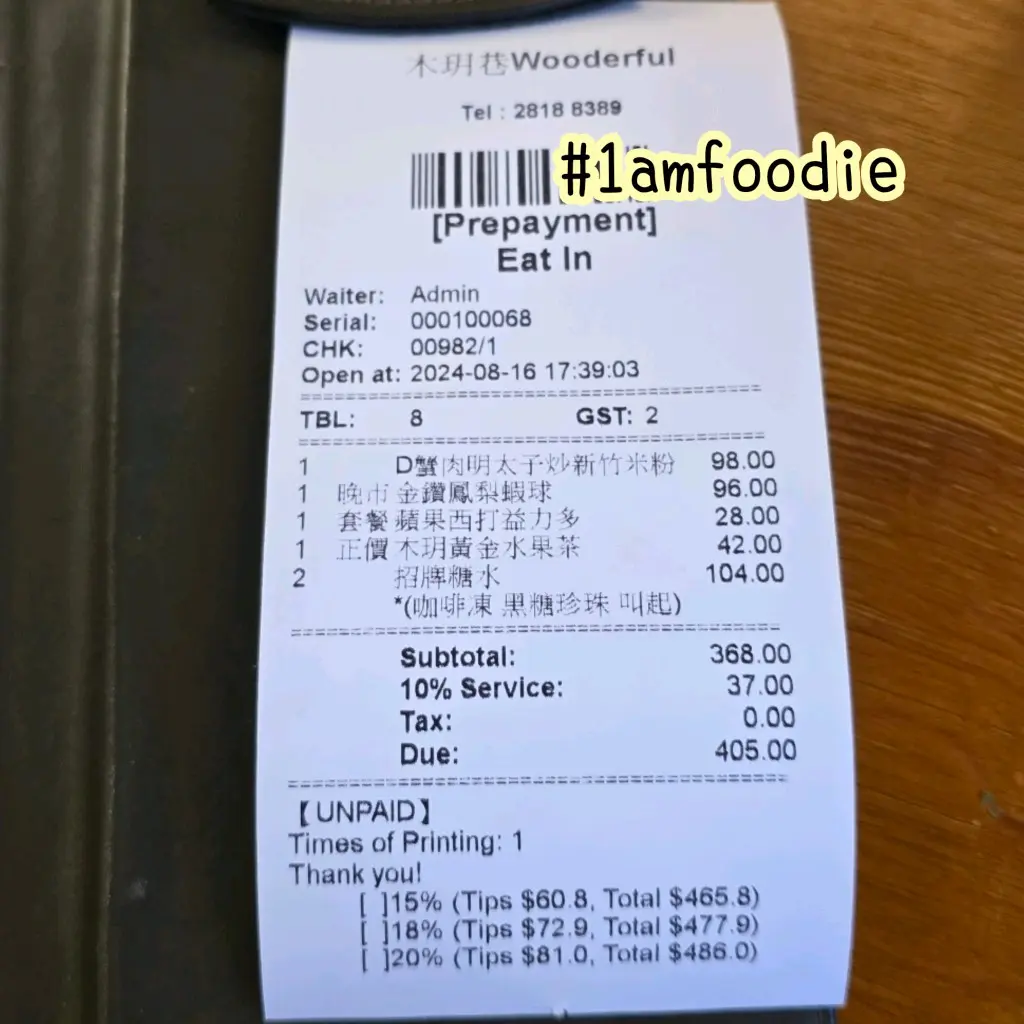 木玥巷Wooderful
Tel : 2818 8389
#1amfoodie
[Prepayment]
Eat In
Waiter: Admin
Serial: 000100068
CHK: 00982/1
Open at: 2024-08-16 17:39:03
TBL: 8 GST: 2
1 D蟹肉明太子炒新竹米粉 98.00
1 晚市 金鑽鳳梨蝦球 96.00
1 套餐 蘋果西打益力多 28.00
1 正價 木玥黃金水果茶 42.00
2 招牌糖水 104.00
*(咖啡凍 黑糖珍珠 叫起)
Subtotal: 368.00
10% Service: 37.00
Tax: 0.00
Due: 405.00
【UNPAID】
Times of Printing: 1
Thank you!
[ ]15% (Tips $60.8, Total $465.8)
[ ]18% (Tips $72.9, Total $477.9)
[ ]20% (Tips $81.0, Total $486.0)